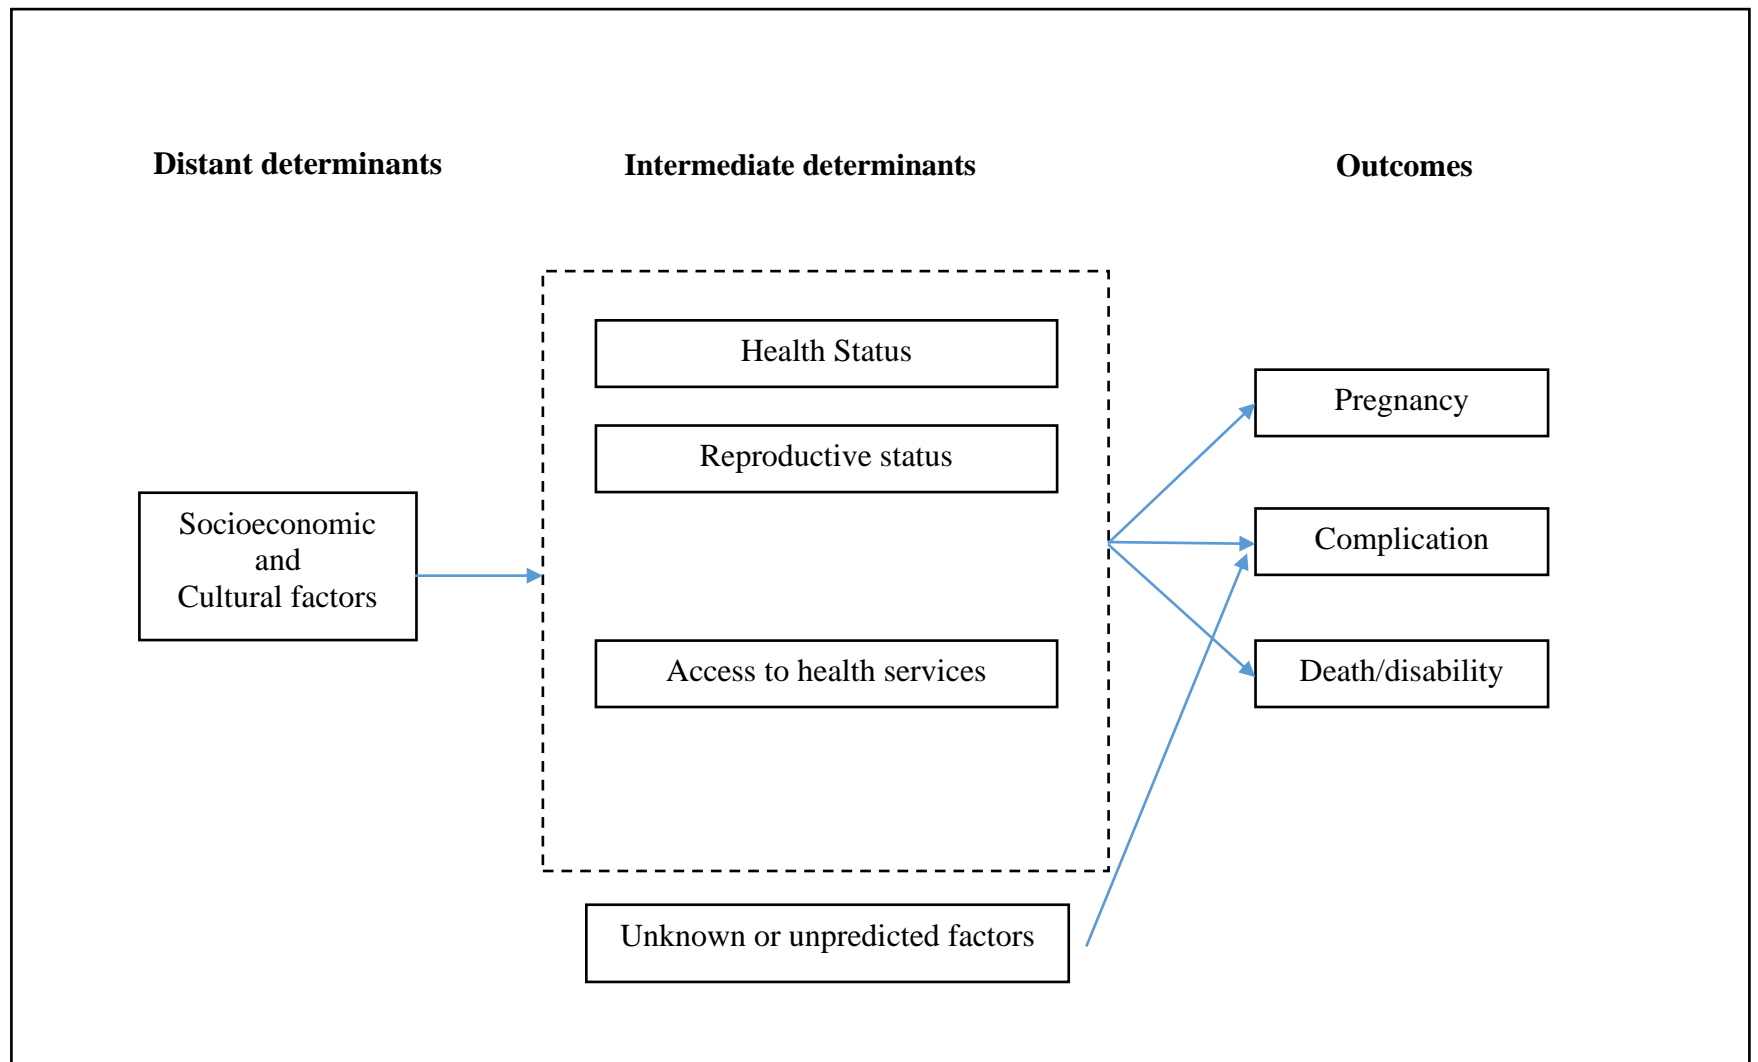 Distant determinants
Intermediate determinants
Outcomes
Socioeconomic
and
Cultural factors
Health Status
Reproductive status
Access to health services
Unknown or unpredicted factors
Pregnancy
Complication
Death/disability